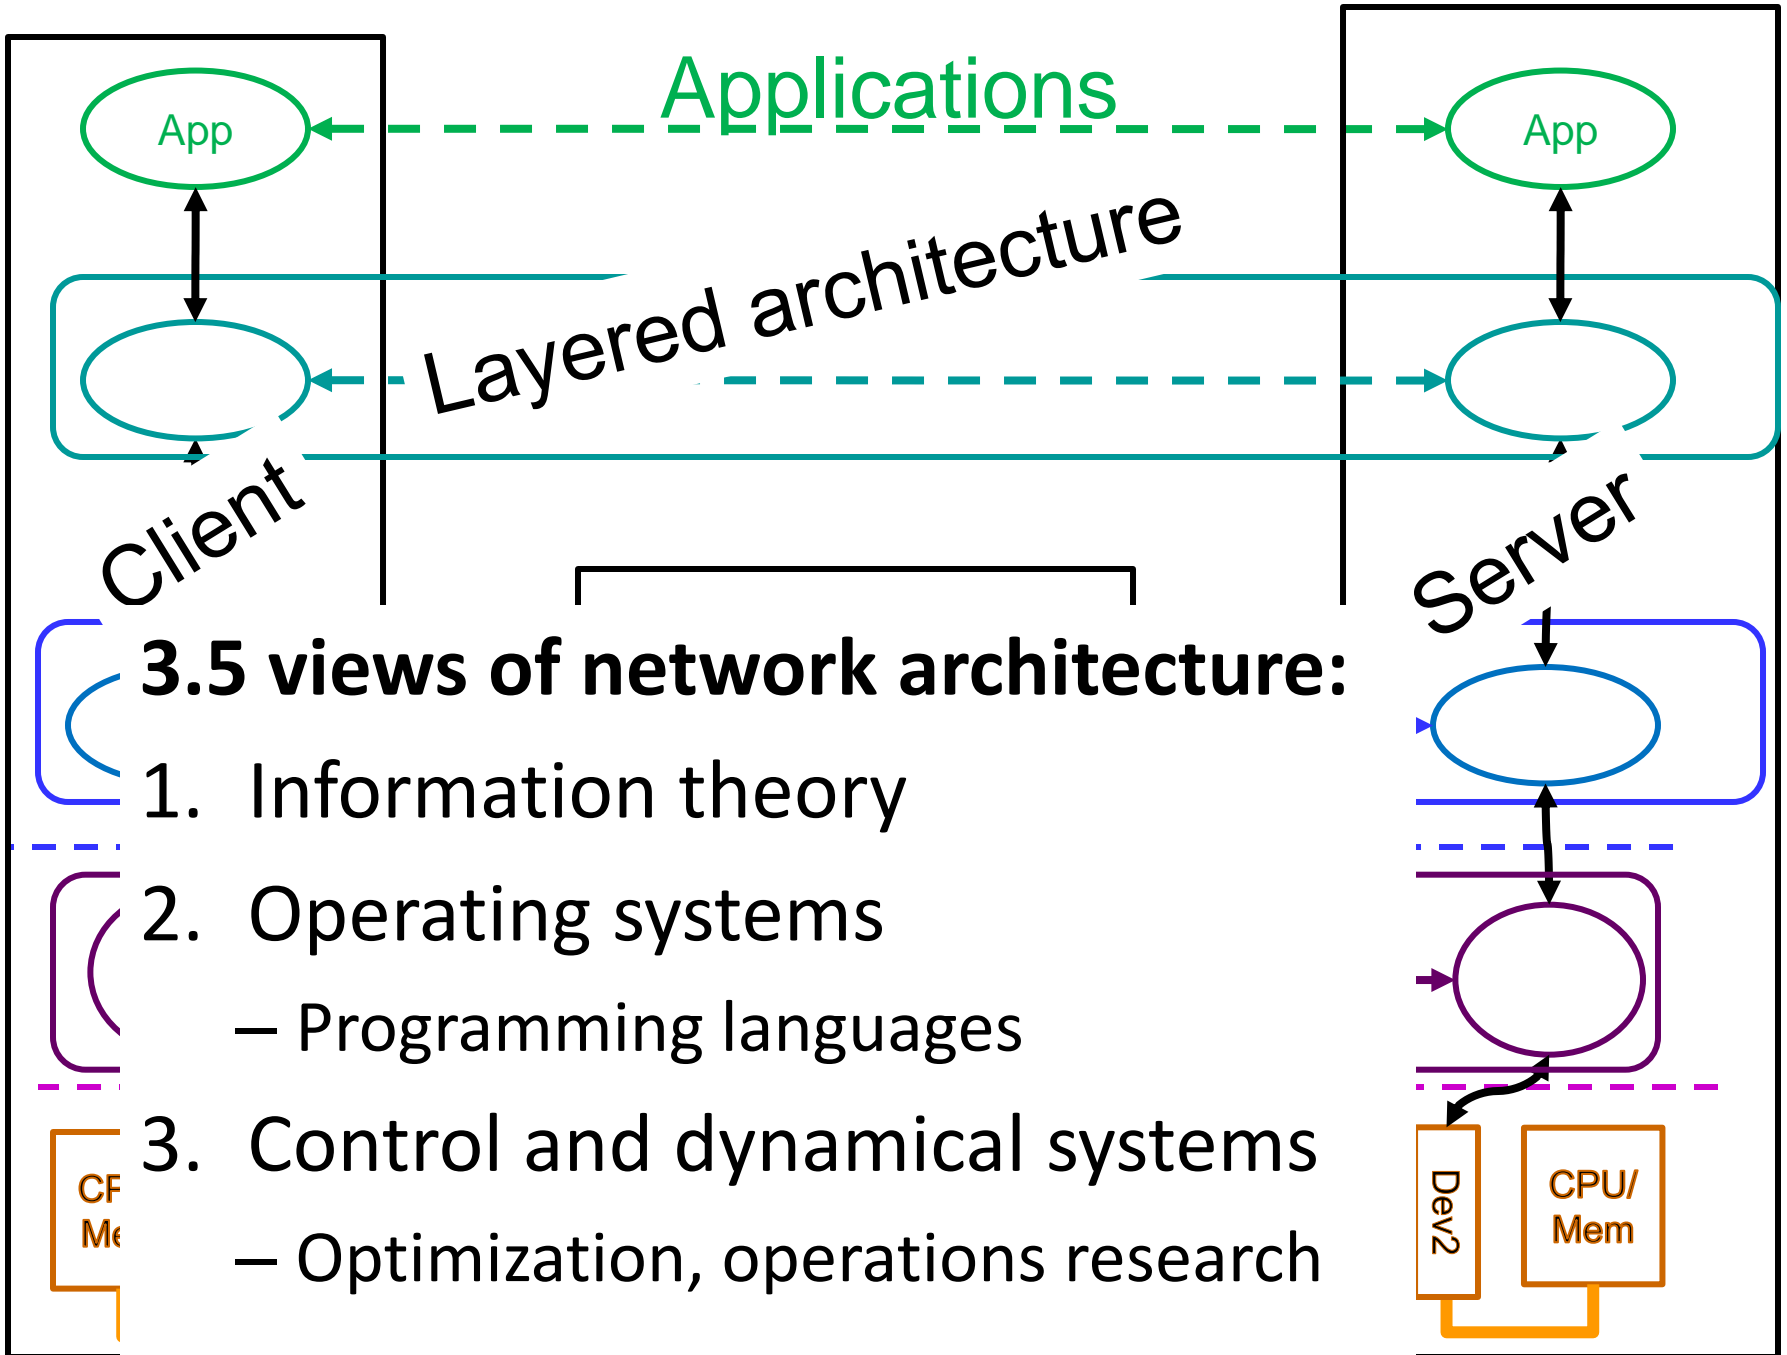 Applications
App
App
Layered architecture
Client
Server
3.5 views of network architecture:
1. Information theory
2. Operating systems
– Programming languages
3. Control and dynamical systems
– Optimization, operations research
Dev2
CPU/
Mem